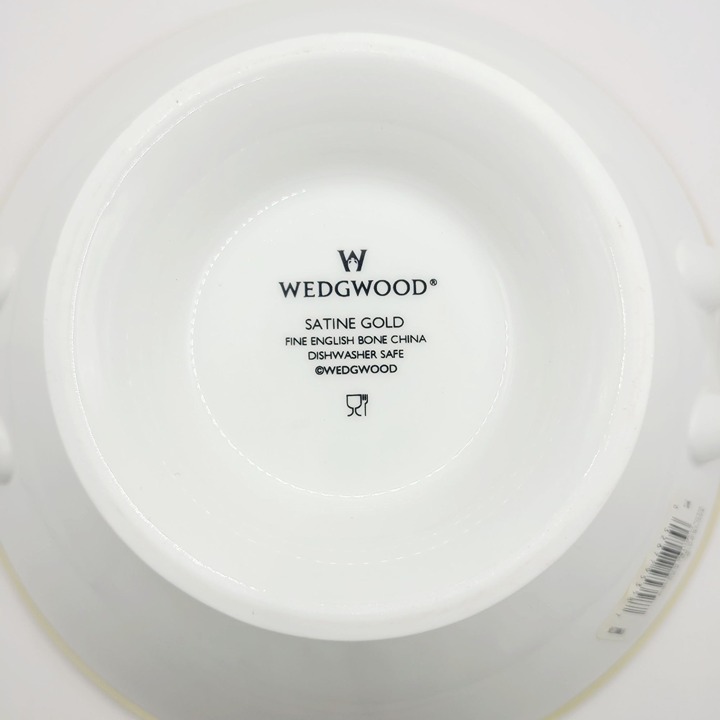 W
WEDGWOOD®
SATINE GOLD
FINE ENGLISH BONE CHINA
DISHWASHER SAFE
©WEDGWOOD